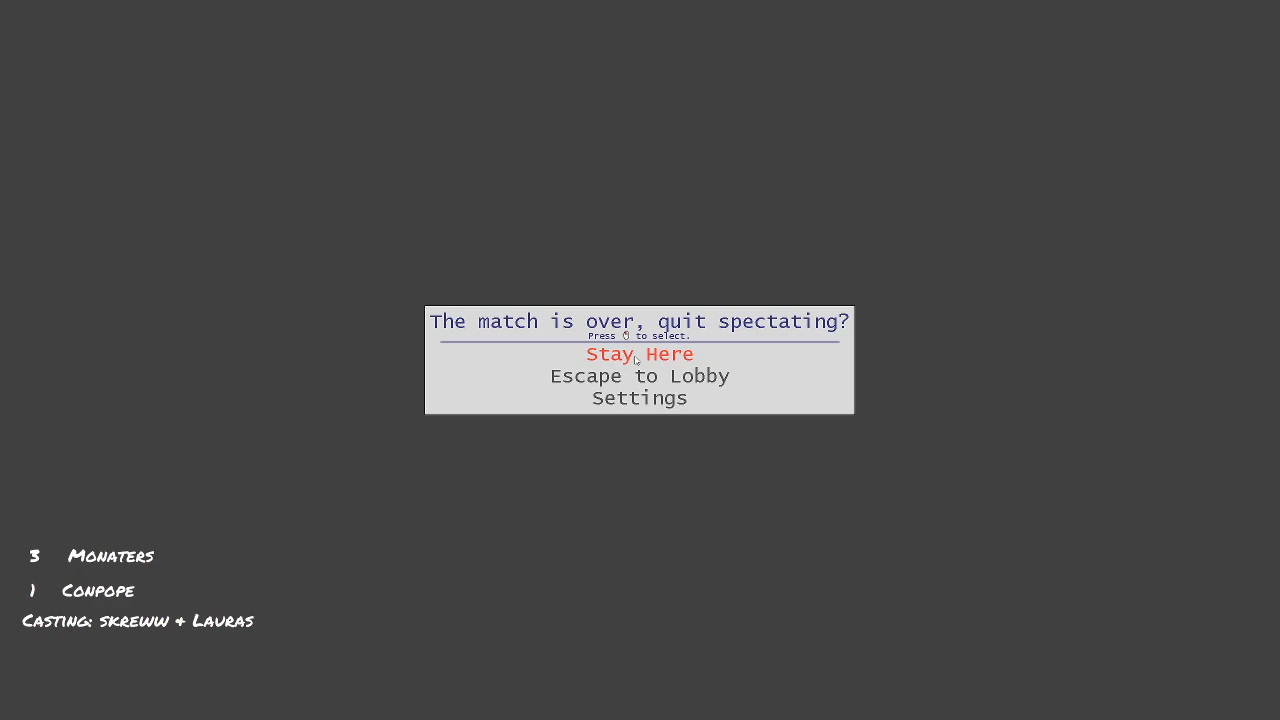 The match is over, quit spectating?
Press to select.
Stay Here
Escape to Lobby
Settings
3 Monaters
1 Conpope
Casting: skreww & Lauras